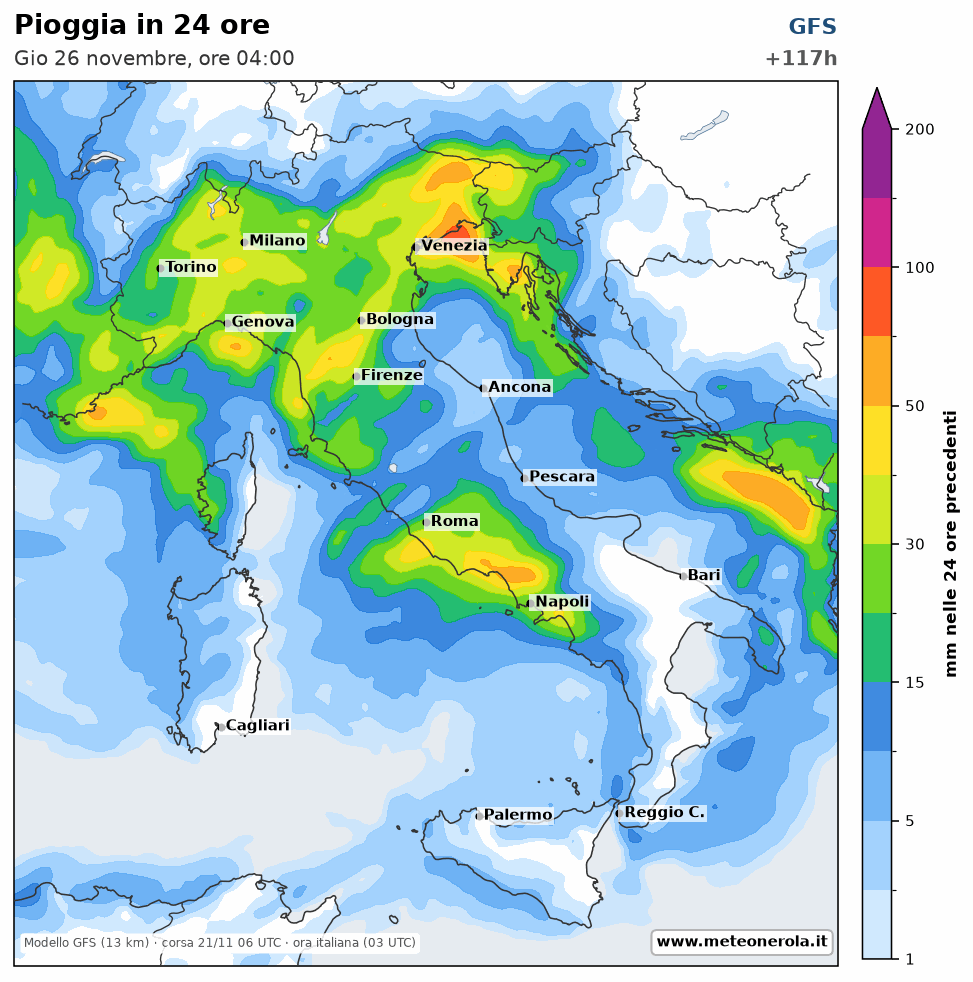 Pioggia in 24 ore
GFS
Gio 26 novembre, ore 04:00
+117h
Milano
Venezia
Torino
Genova
Bologna
Firenze
Ancona
Pescara
Roma
Bari
Napoli
Cagliari
Palermo
Reggio C.
200
100
50
30
15
5
1
mm nelle 24 ore precedenti
Modello GFS (13 km) · corsa 21/11 06 UTC · ora italiana (03 UTC)
www.meteonerola.it